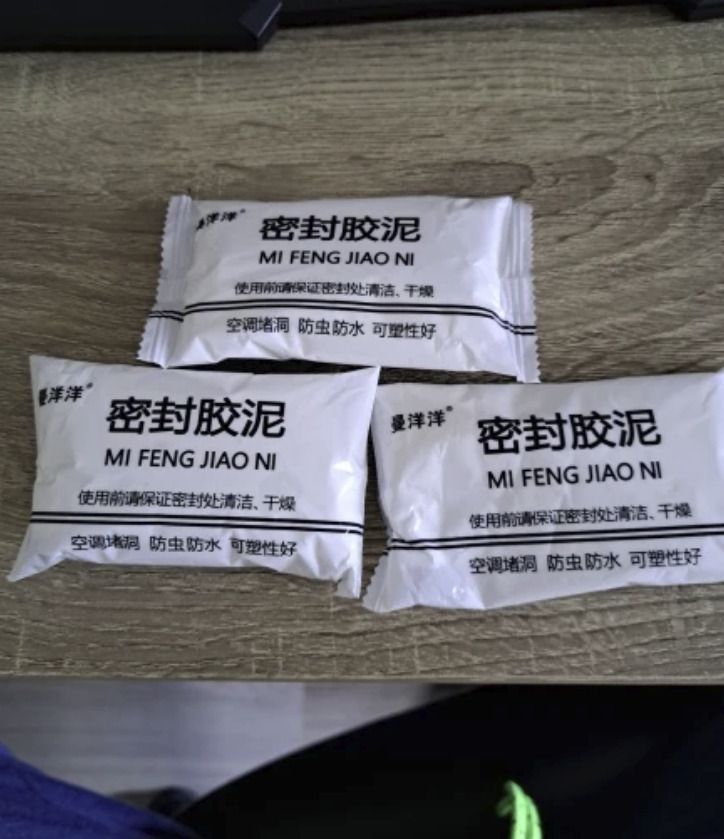 洋洋®
密封胶泥
MI FENG JIAO NI
使用前请保证密封处清洁、干燥
空调堵洞 防虫防水 可塑性好
曼洋洋®
密封胶泥
MI FENG JIAO NI
使用前请保证密封处清洁、干燥
空调堵洞 防虫防水 可塑性好
曼洋洋®
密封胶泥
MI FENG JIAO NI
使用前请保证密封处清洁、干燥
空调堵洞 防虫防水 可塑性好